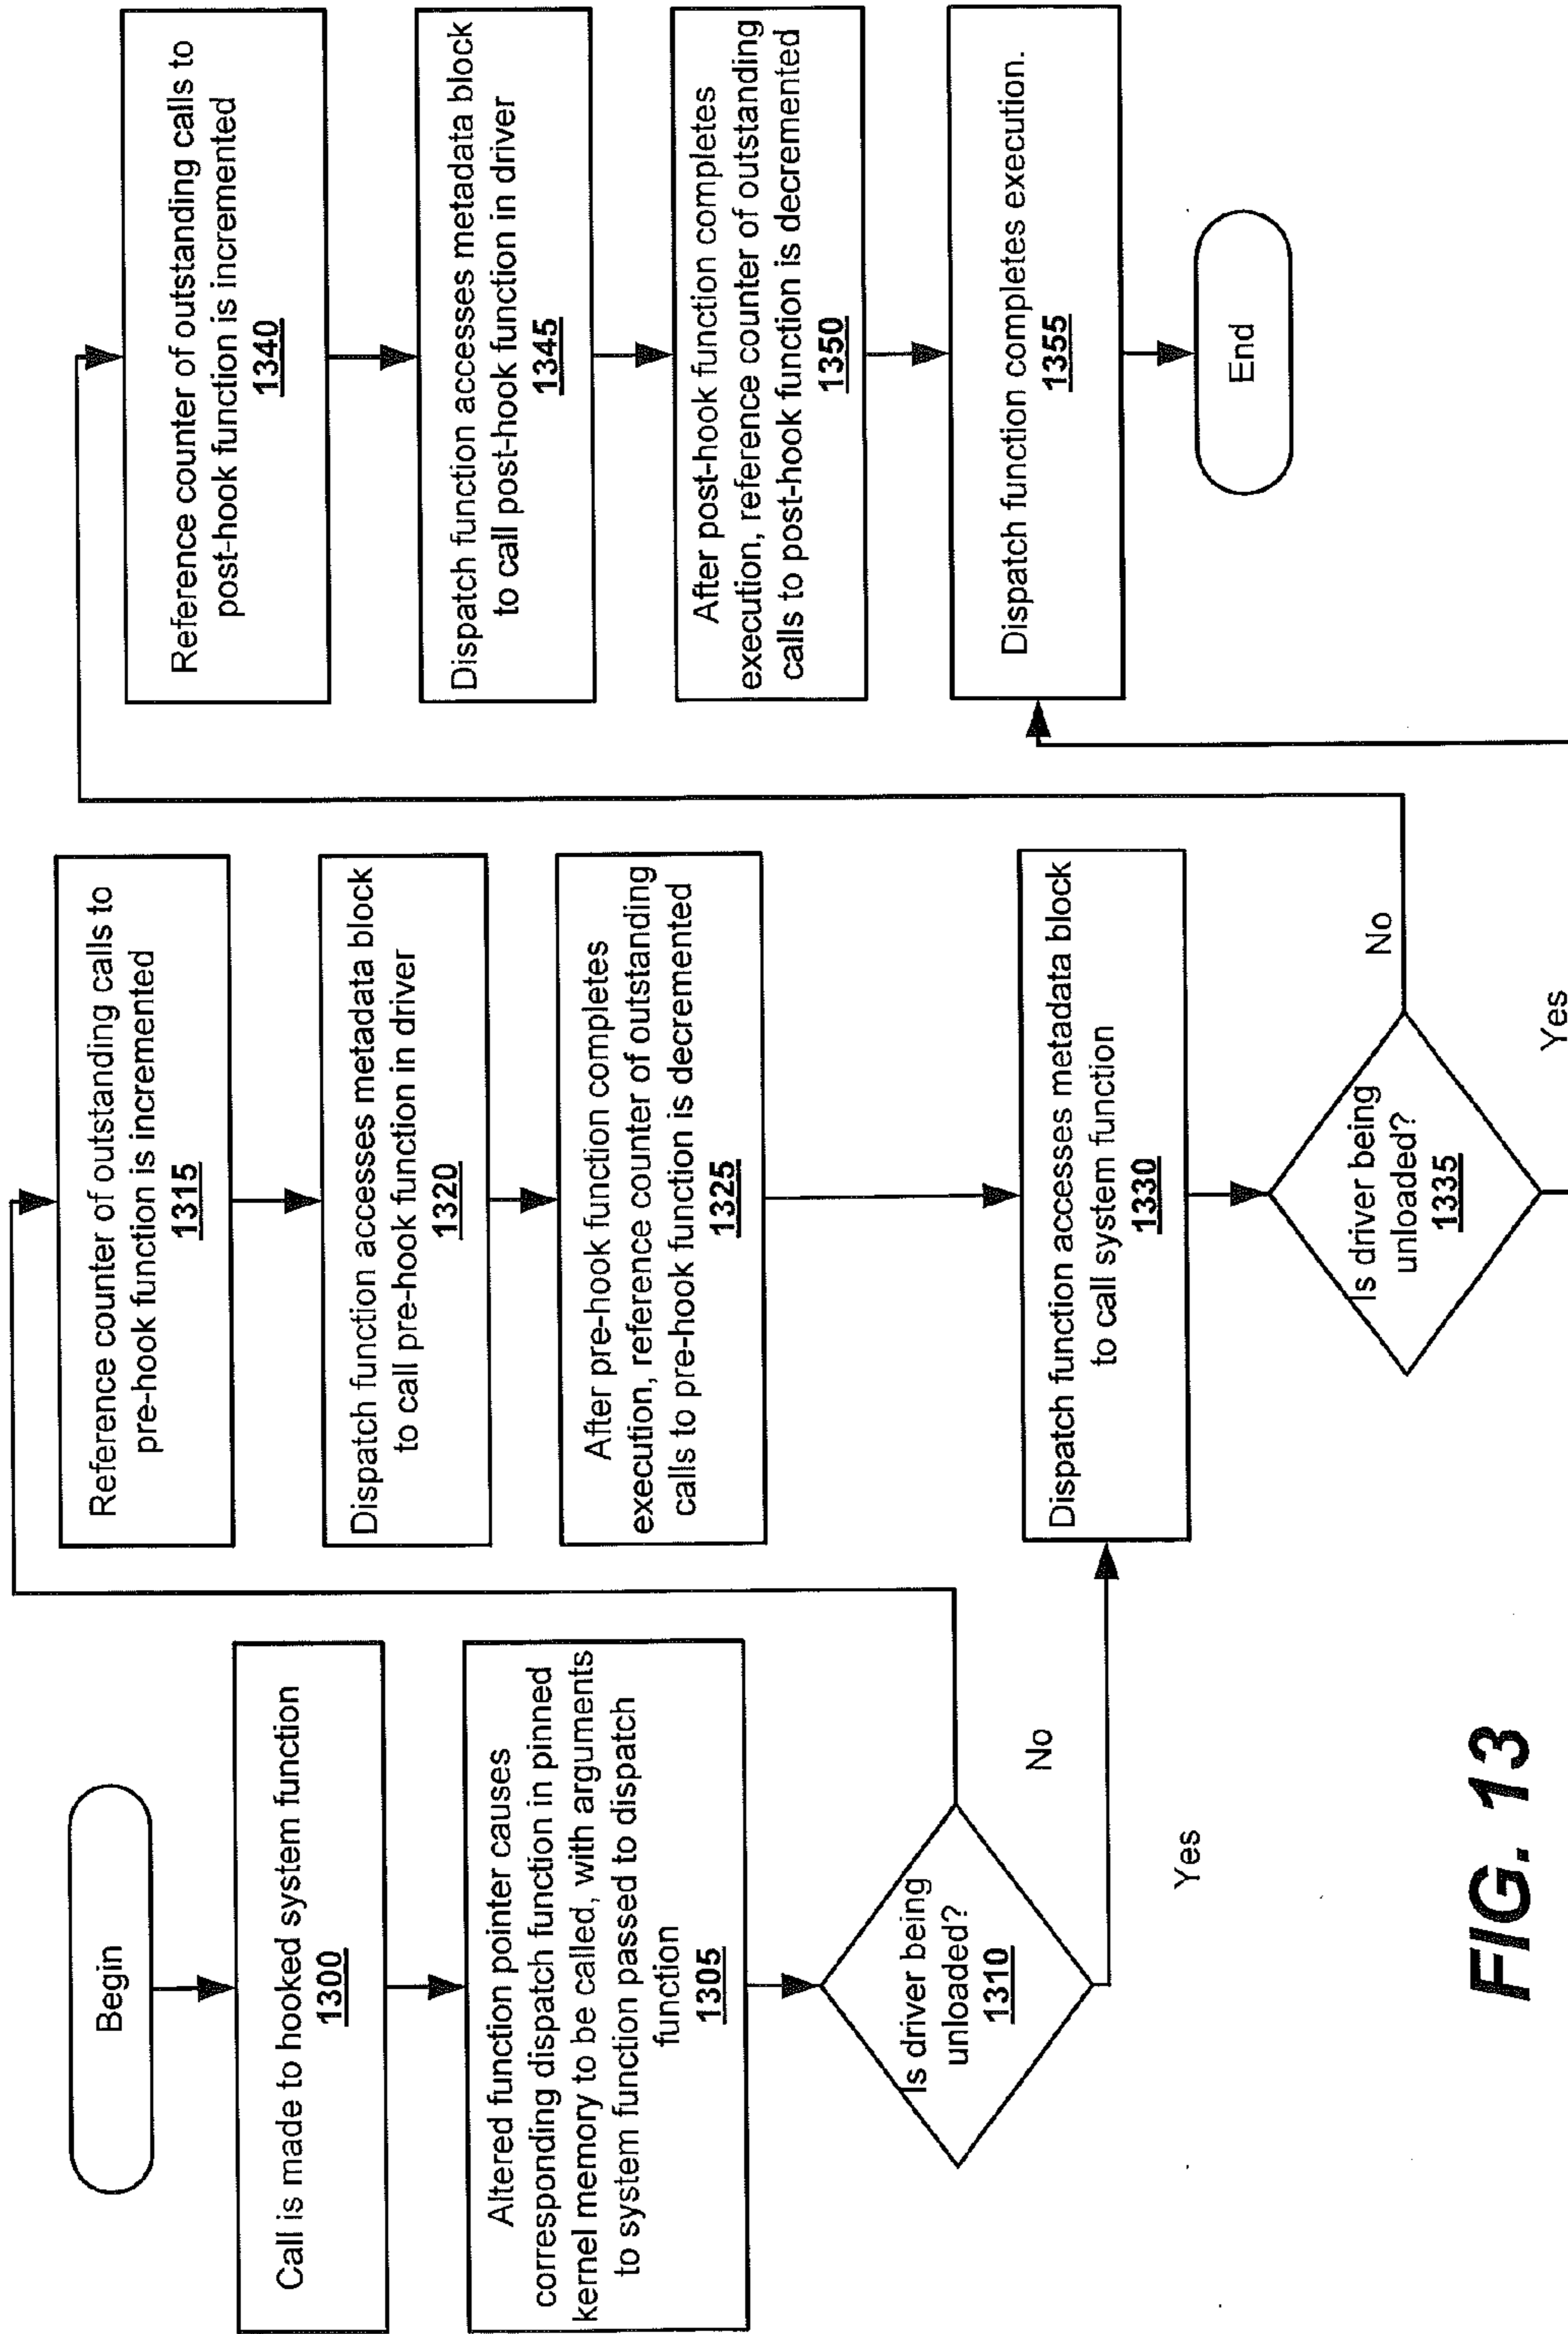 Begin
Call is made to hooked system function
1300
Altered function pointer causes
corresponding dispatch function in pinned
kernel memory to be called, with arguments
to system function passed to dispatch
function
1305
Is driver being
unloaded?
1310
No
Yes
Reference counter of outstanding calls to
pre-hook function is incremented
1315
Dispatch function accesses metadata block
to call pre-hook function in driver
1320
After pre-hook function completes
execution, reference counter of outstanding
calls to pre-hook function is decremented
1325
Dispatch function accesses metadata block
to call system function
1330
Is driver being
unloaded?
1335
No
Yes
Reference counter of outstanding calls to
post-hook function is incremented
1340
Dispatch function accesses metadata block
to call post-hook function in driver
1345
After post-hook function completes
execution, reference counter of outstanding
calls to post-hook function is decremented
1350
Dispatch function completes execution.
1355
End
FIG. 13